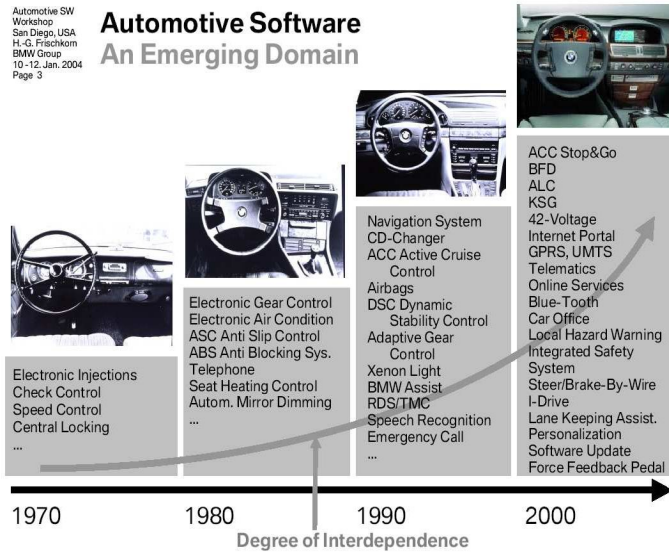 Automotive SW
Workshop
San Diego, USA
H.-G. Frischkorn
BMW Group
10 -12. Jan. 2004
Page 3
Automotive Software
An Emerging Domain
Electronic Injections
Check Control
Speed Control
Central Locking
...
Electronic Gear Control
Electronic Air Condition
ASC Anti Slip Control
ABS Anti Blocking Sys.
Telephone
Seat Heating Control
Autom. Mirror Dimming
...
Navigation System
CD-Changer
ACC Active Cruise
Control
Airbags
DSC Dynamic
Stability Control
Adaptive Gear
Control
Xenon Light
BMW Assist
RDS/TMC
Speech Recognition
Emergency Call
...
ACC Stop&Go
BFD
ALC
KSG
42-Voltage
Internet Portal
GPRS, UMTS
Telematics
Online Services
Blue-Tooth
Car Office
Local Hazard Warning
Integrated Safety
System
Steer/Brake-By-Wire
I-Drive
Lane Keeping Assist.
Personalization
Software Update
Force Feedback Pedal
1970
1980
1990
2000
Degree of Interdependence